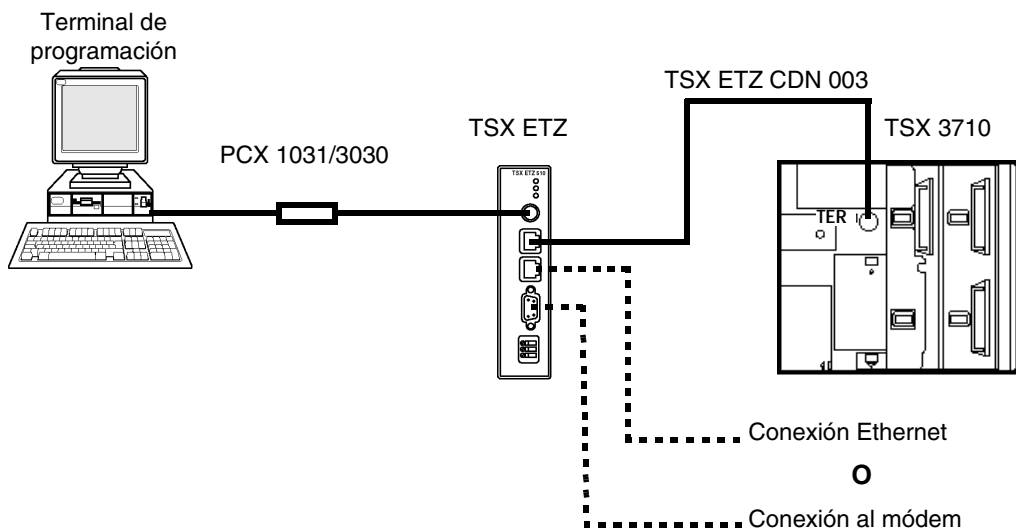 Terminal de
programación
PCX 1031/3030
TSX ETZ
TSX ETZ 510
TSX ETZ CDN 003
TSX 3710
TER
Conexión Ethernet
O
Conexión al módem